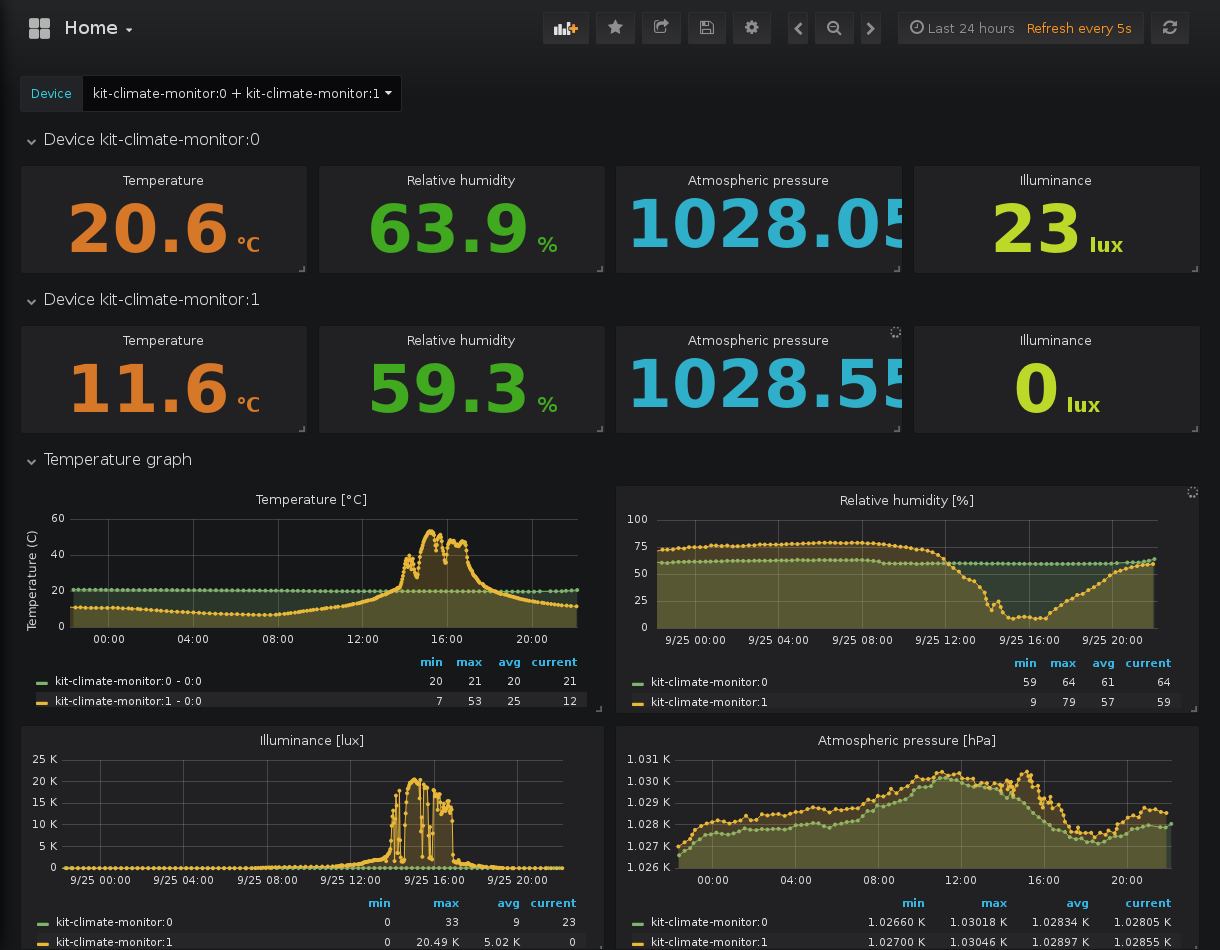 Home
Last 24 hours Refresh every 5s
Device kit-climate-monitor:0 + kit-climate-monitor:1
Device kit-climate-monitor:0
Temperature Relative humidity Atmospheric pressure Illuminance
20.6 °C 63.9 % 1028.05 23 lux
Device kit-climate-monitor:1
Temperature Relative humidity Atmospheric pressure Illuminance
11.6 °C 59.3 % 1028.55 0 lux
Temperature graph
Temperature [°C]
Temperature (C)
60
40
20
0
00:00 04:00 08:00 12:00 16:00 20:00
min max avg current
kit-climate-monitor:0 - 0:0 20 21 20 21
kit-climate-monitor:1 - 0:0 7 53 25 12
Relative humidity [%]
100
75
50
25
0
9/25 00:00 9/25 04:00 9/25 08:00 9/25 12:00 9/25 16:00 9/25 20:00
min max avg current
kit-climate-monitor:0 59 64 61 64
kit-climate-monitor:1 9 79 57 59
Illuminance [lux]
25 K
20 K
15 K
10 K
5 K
0
9/25 00:00 9/25 04:00 9/25 08:00 9/25 12:00 9/25 16:00 9/25 20:00
min max avg current
kit-climate-monitor:0 0 33 9 23
kit-climate-monitor:1 0 20.49 K 5.02 K 0
Atmospheric pressure [hPa]
1.031 K
1.030 K
1.029 K
1.028 K
1.027 K
1.026 K
00:00 04:00 08:00 12:00 16:00 20:00
min max avg current
kit-climate-monitor:0 1.02660 K 1.03018 K 1.02834 K 1.02805 K
kit-climate-monitor:1 1.02700 K 1.03046 K 1.02897 K 1.02855 K